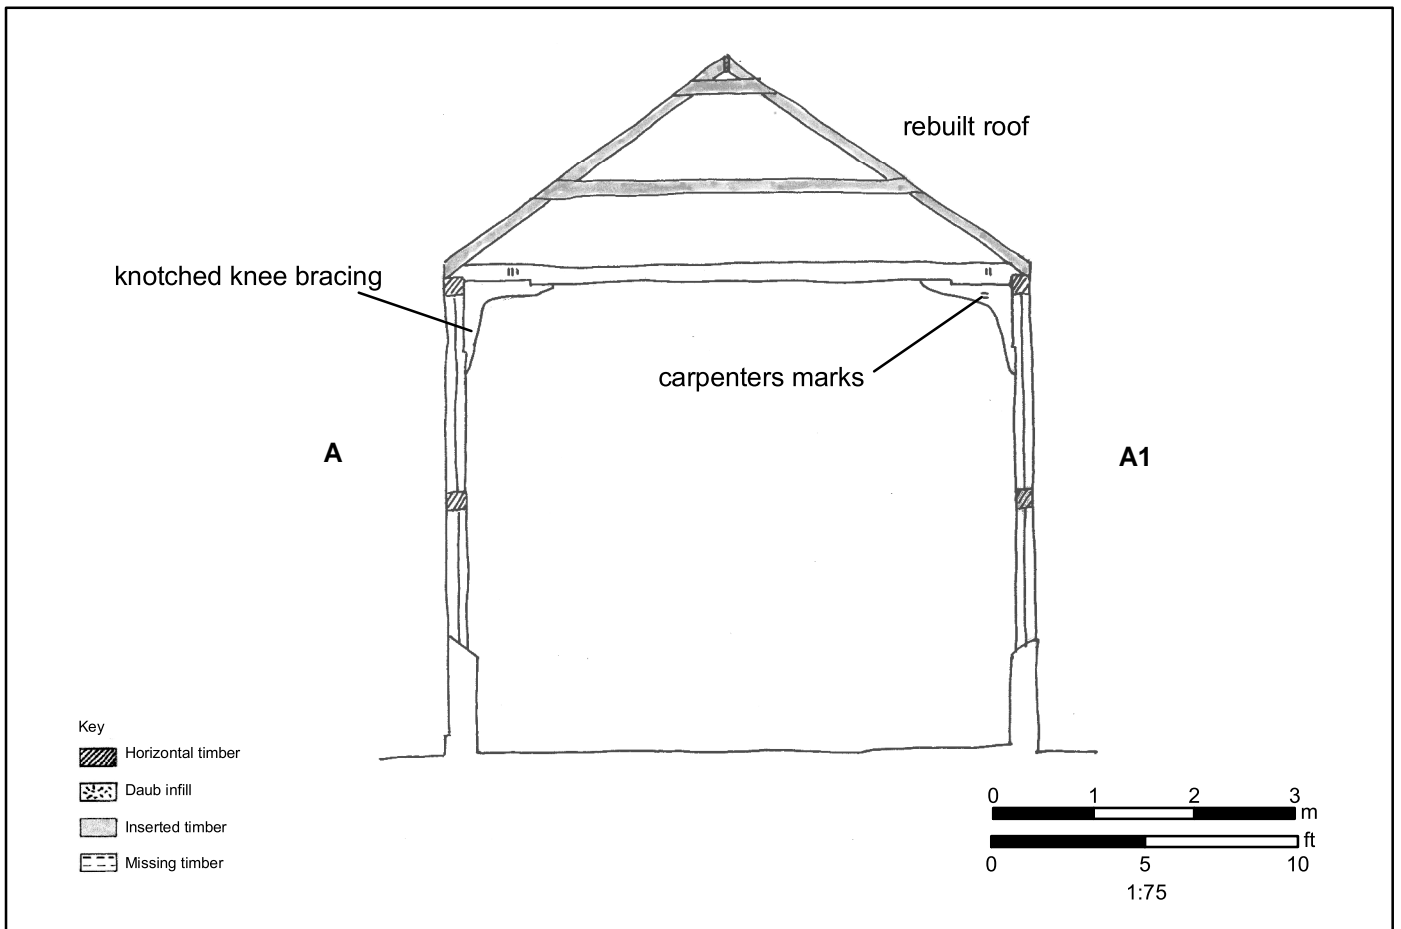 rebuilt roof
knotched knee bracing
carpenters marks
A
A1
Key
Horizontal timber
Daub infill
Inserted timber
Missing timber
0 1 2 3
m
ft
0 5 10
1:75